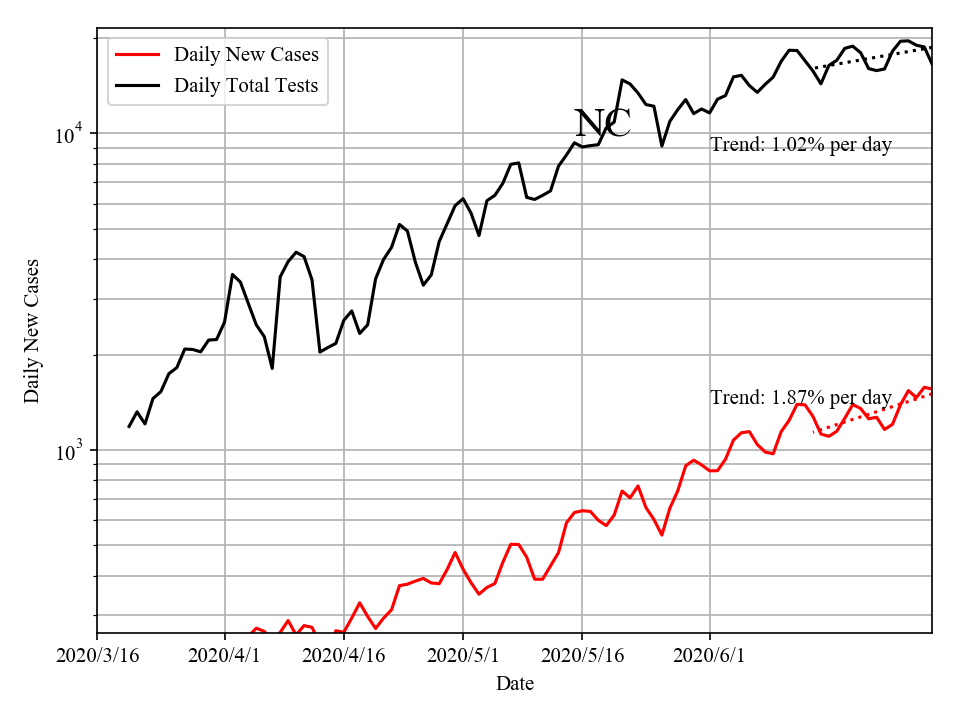 Daily New Cases
Daily Total Tests
NC
10^4
Trend: 1.02% per day
Daily New Cases
Trend: 1.87% per day
10^3
2020/3/16 2020/4/1 2020/4/16 2020/5/1 2020/5/16 2020/6/1
Date